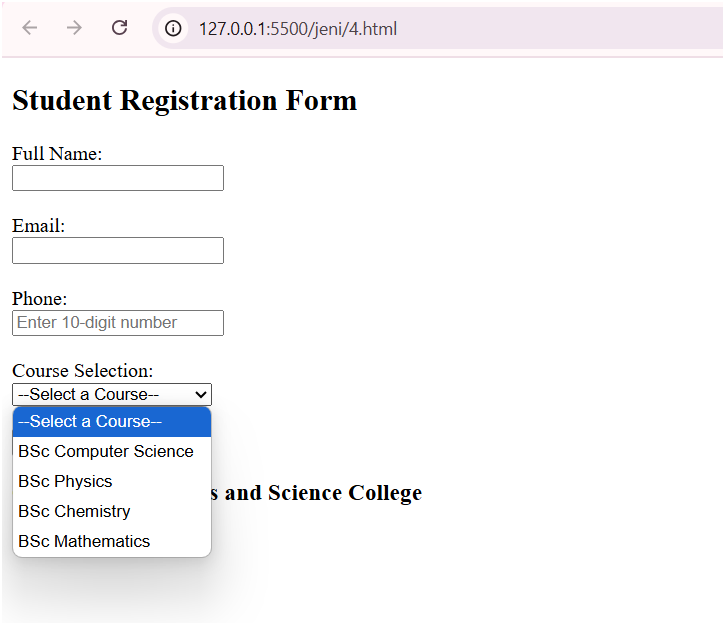 127.0.0.1:5500/jeni/4.html
Student Registration Form
Full Name:
Email:
Phone:
Enter 10-digit number
Course Selection:
--Select a Course--
--Select a Course--
BSc Computer Science
BSc Physics
BSc Chemistry
BSc Mathematics
and Science College